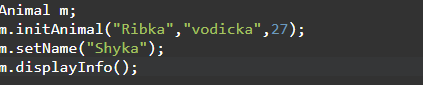 Animal m;
m.initAnimal("Ribka","vodicka",27);
m.setName("Shyka");
m.displayInfo();